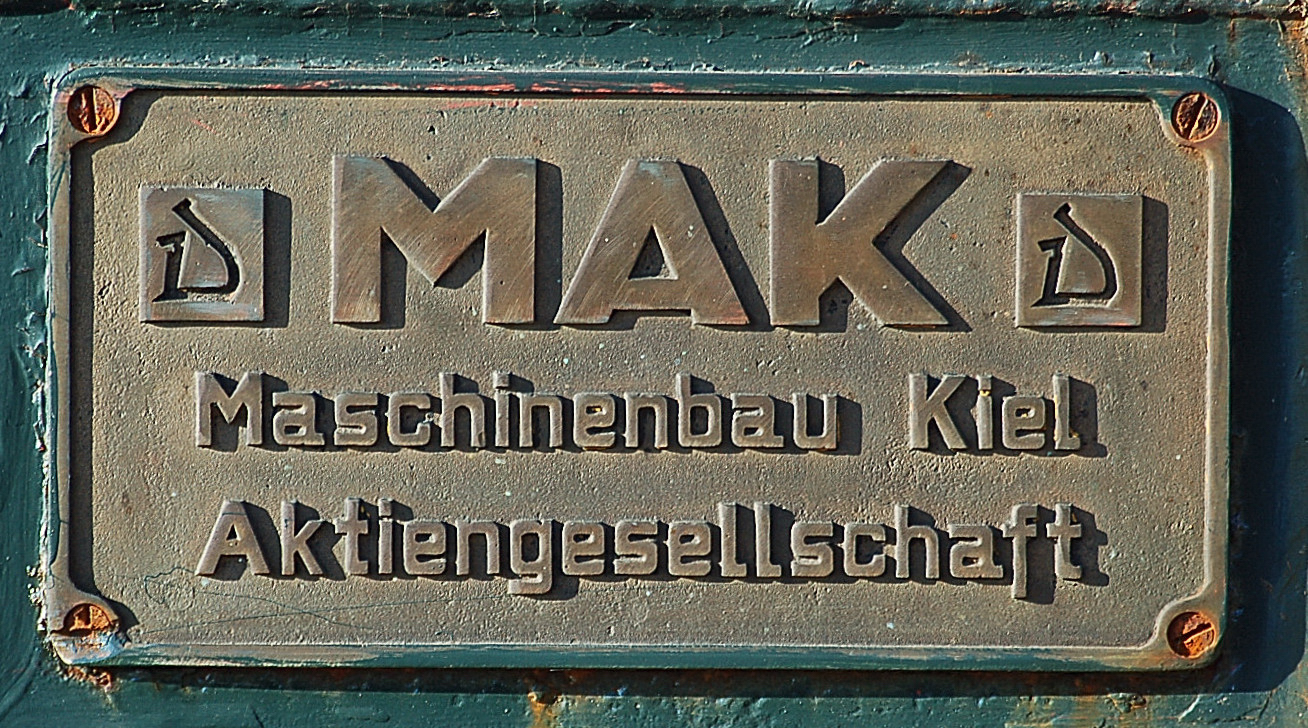 MAK
Maschinenbau Kiel
Aktiengesellschaft